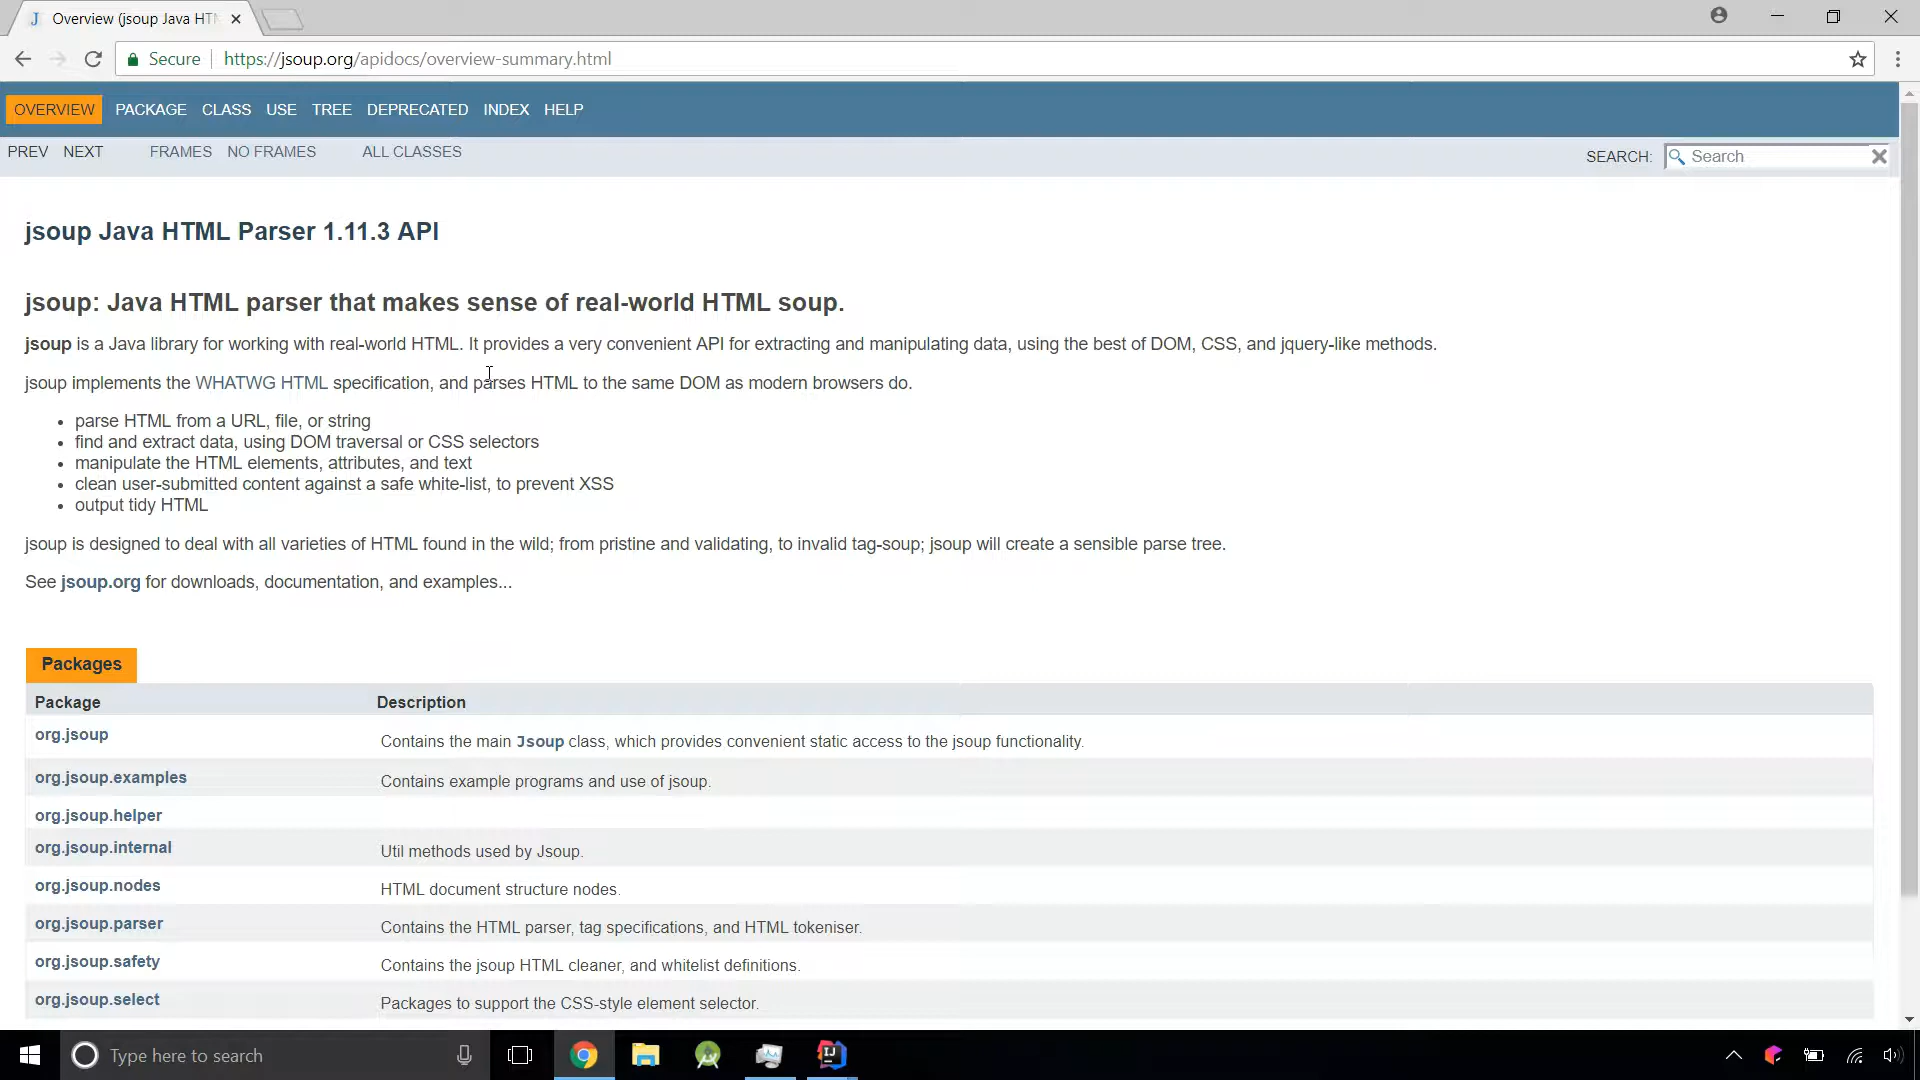 Overview (jsoup Java HTM
Secure https://jsoup.org/apidocs/overview-summary.html
OVERVIEW PACKAGE CLASS USE TREE DEPRECATED INDEX HELP
PREV NEXT FRAMES NO FRAMES ALL CLASSES SEARCH: Search
jsoup Java HTML Parser 1.11.3 API
jsoup: Java HTML parser that makes sense of real-world HTML soup.
jsoup is a Java library for working with real-world HTML. It provides a very convenient API for extracting and manipulating data, using the best of DOM, CSS, and jquery-like methods.
jsoup implements the WHATWG HTML specification, and parses HTML to the same DOM as modern browsers do.
• parse HTML from a URL, file, or string
• find and extract data, using DOM traversal or CSS selectors
• manipulate the HTML elements, attributes, and text
• clean user-submitted content against a safe white-list, to prevent XSS
• output tidy HTML
jsoup is designed to deal with all varieties of HTML found in the wild; from pristine and validating, to invalid tag-soup; jsoup will create a sensible parse tree.
See jsoup.org for downloads, documentation, and examples...
Packages
Package Description
org.jsoup Contains the main Jsoup class, which provides convenient static access to the jsoup functionality.
org.jsoup.examples Contains example programs and use of jsoup.
org.jsoup.helper
org.jsoup.internal Util methods used by Jsoup.
org.jsoup.nodes HTML document structure nodes.
org.jsoup.parser Contains the HTML parser, tag specifications, and HTML tokeniser.
org.jsoup.safety Contains the jsoup HTML cleaner, and whitelist definitions.
org.jsoup.select Packages to support the CSS-style element selector.
Type here to search